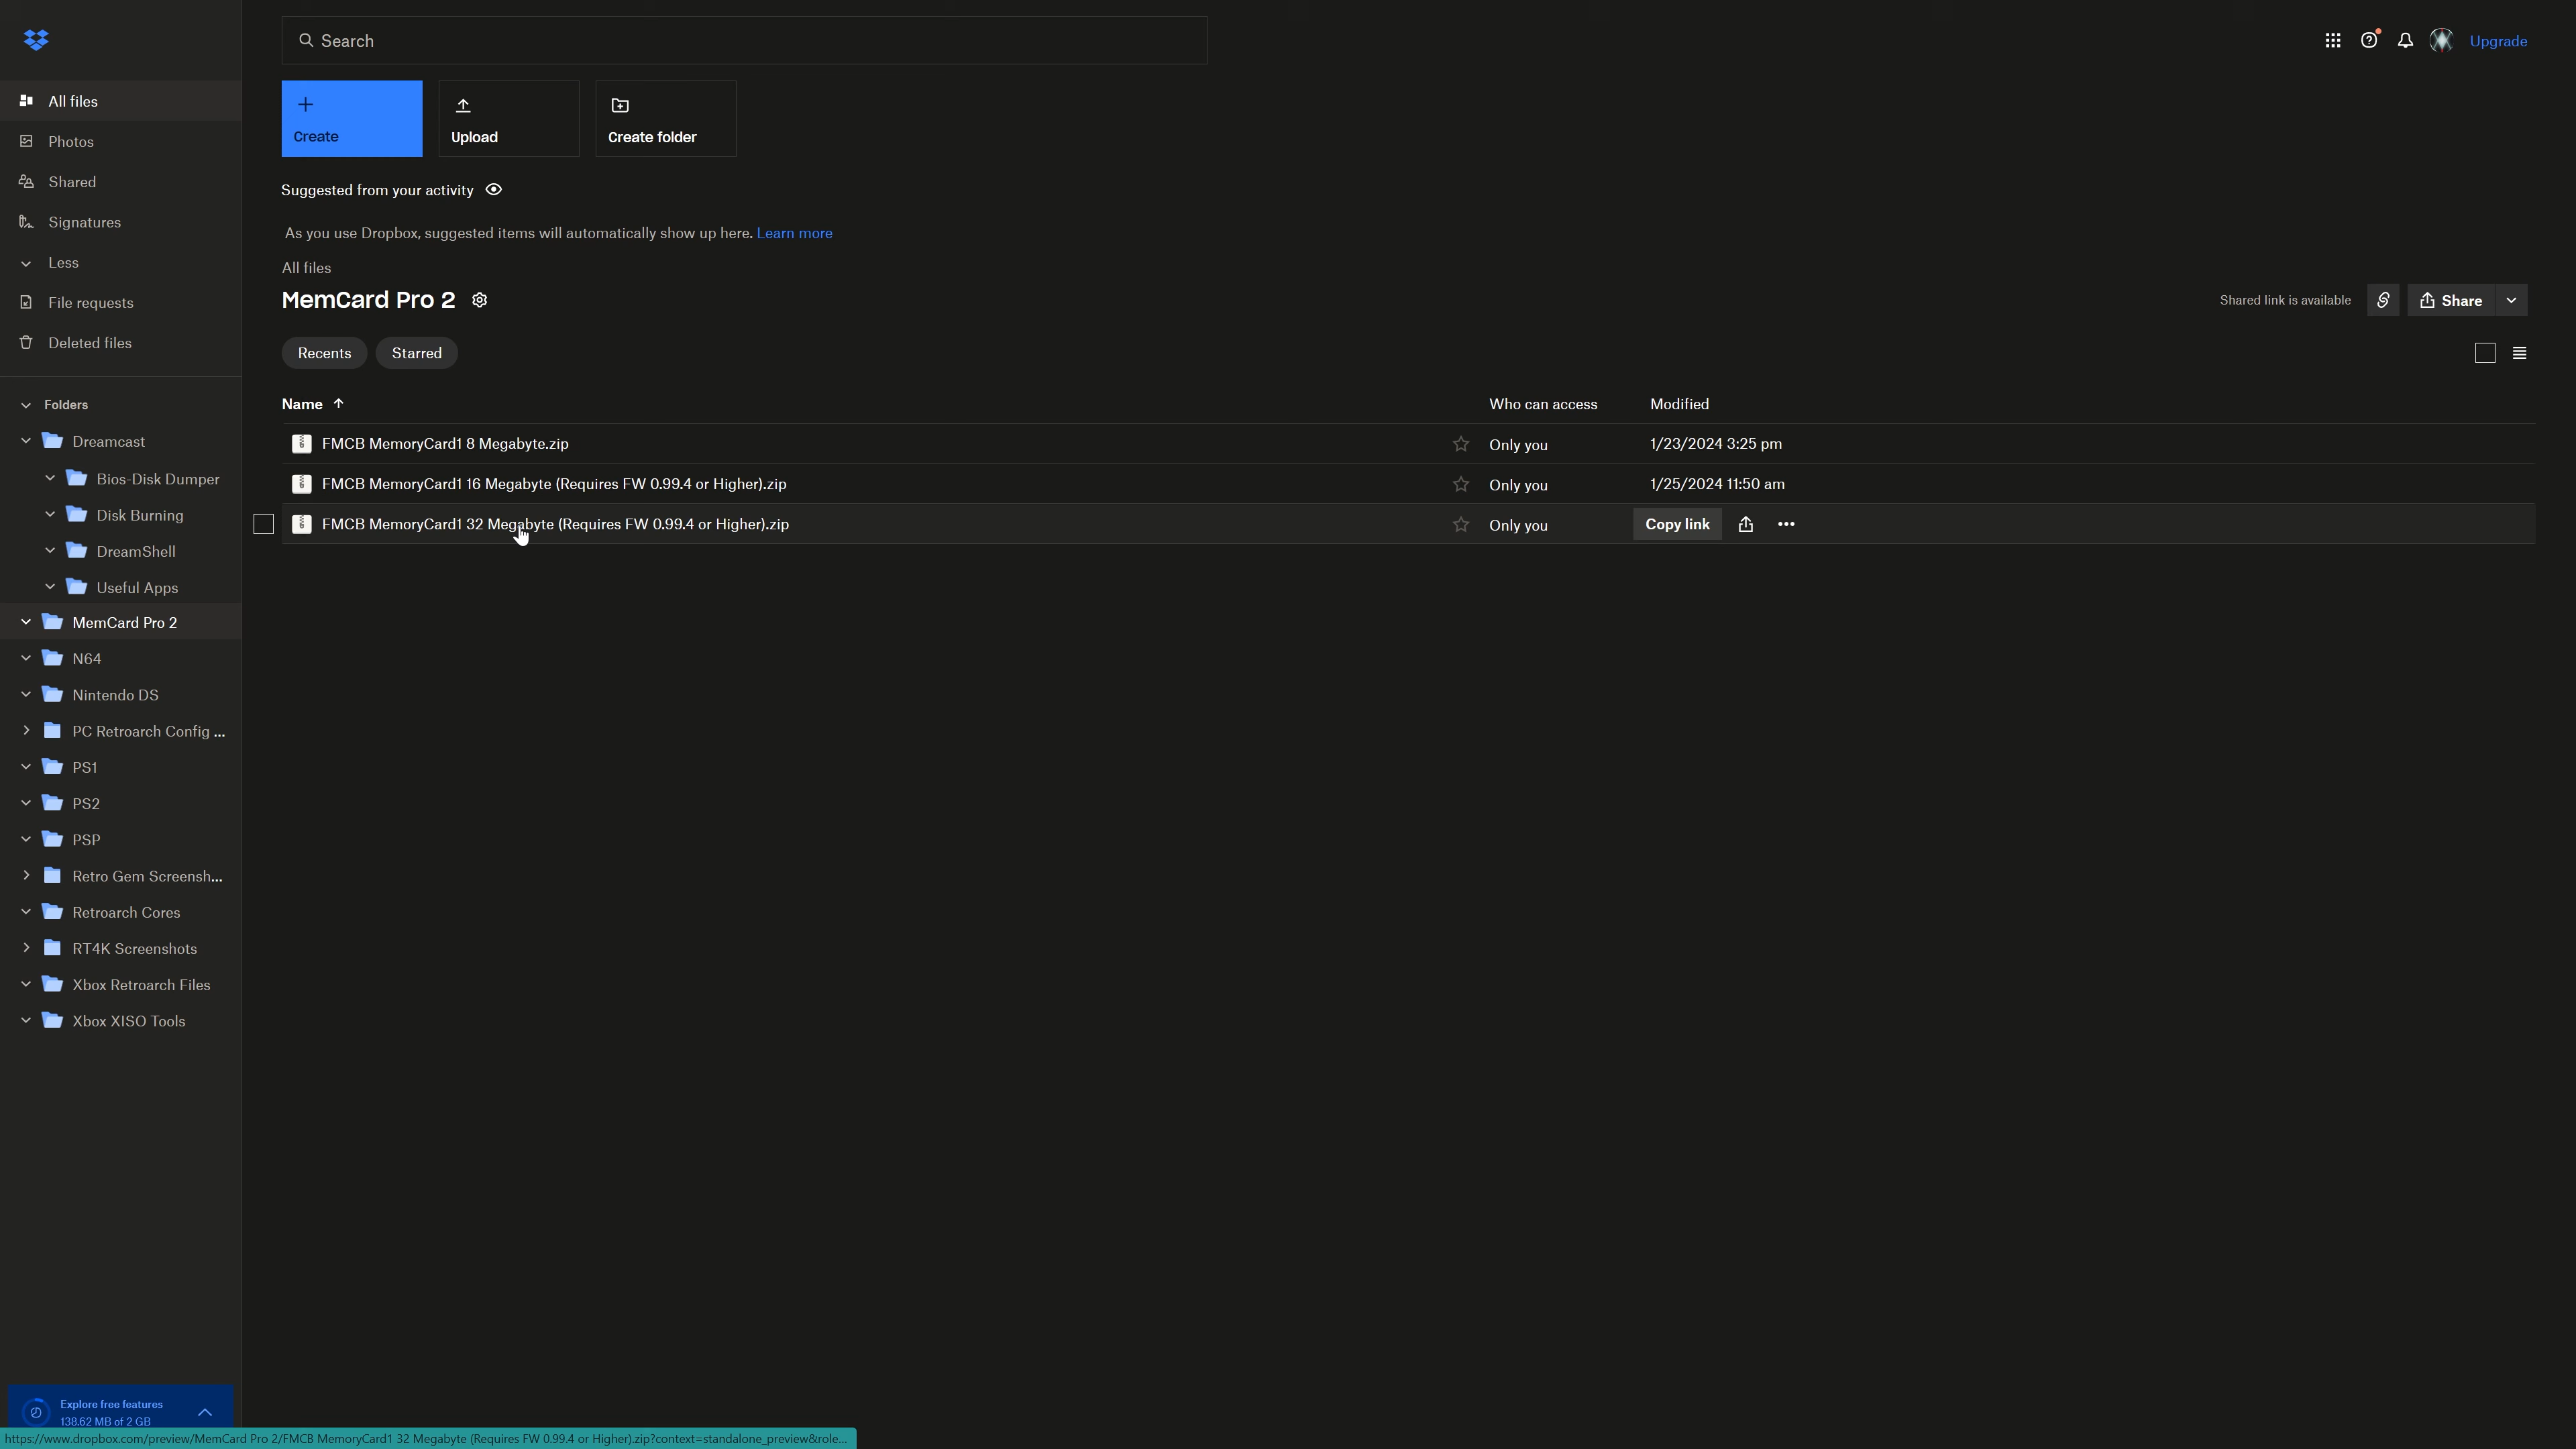 Search
Upgrade
All files
Photos
Shared
Signatures
Less
File requests
Deleted files
Folders
Dreamcast
Bios-Disk Dumper
Disk Burning
DreamShell
Useful Apps
MemCard Pro 2
N64
Nintendo DS
PC Retroarch Config ...
PS1
PS2
PSP
Retro Gem Screensh...
Retroarch Cores
RT4K Screenshots
Xbox Retroarch Files
Xbox XISO Tools
Explore free features
138.62 MB of 2 GB
Create
Upload
Create folder
Suggested from your activity
As you use Dropbox, suggested items will automatically show up here. Learn more
All files
MemCard Pro 2
Shared link is available
Share
Recents
Starred
Name Who can access Modified
FMCB MemoryCard1 8 Megabyte.zip Only you 1/23/2024 3:25 pm
FMCB MemoryCard1 16 Megabyte (Requires FW 0.99.4 or Higher).zip Only you 1/25/2024 11:50 am
FMCB MemoryCard1 32 Megabyte (Requires FW 0.99.4 or Higher).zip Only you Copy link
https://www.dropbox.com/preview/MemCard Pro 2/FMCB MemoryCard1 32 Megabyte (Requires FW 0.99.4 or Higher).zip?context=standalone_preview&role...